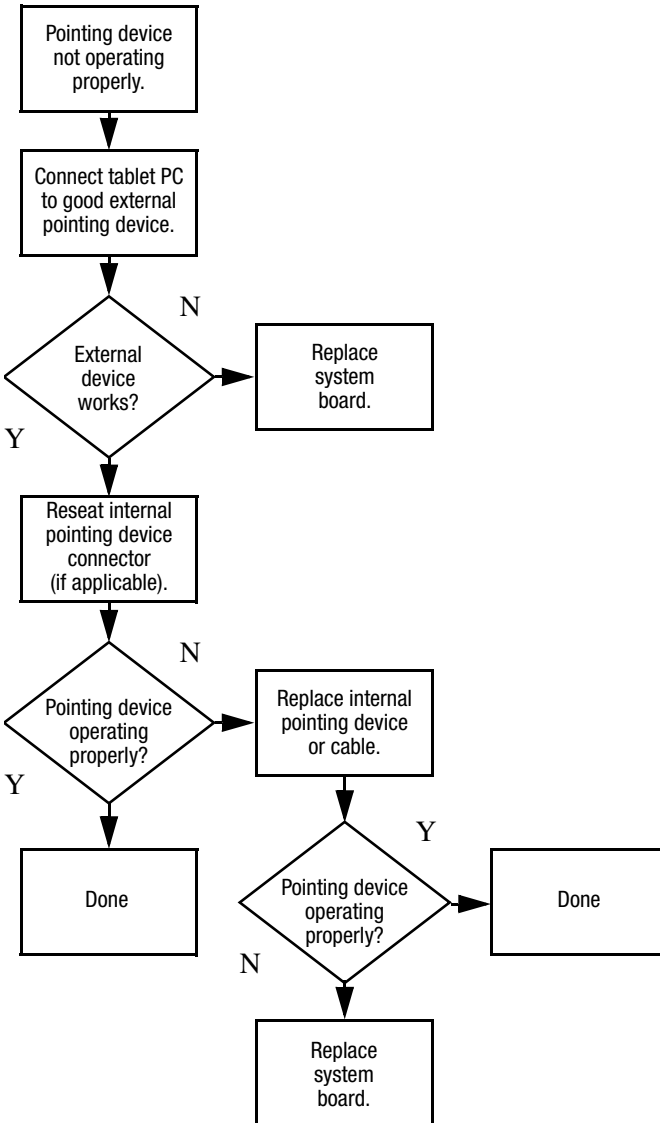 Pointing device
not operating
properly.
Connect tablet PC
to good external
pointing device.
N
External
device
works?
Replace
system
board.
Y
Reseat internal
pointing device
connector
(if applicable).
N
Pointing device
operating
properly?
Replace internal
pointing device
or cable.
Y
Y
Done
Pointing device
operating
properly?
Done
N
Replace
system
board.